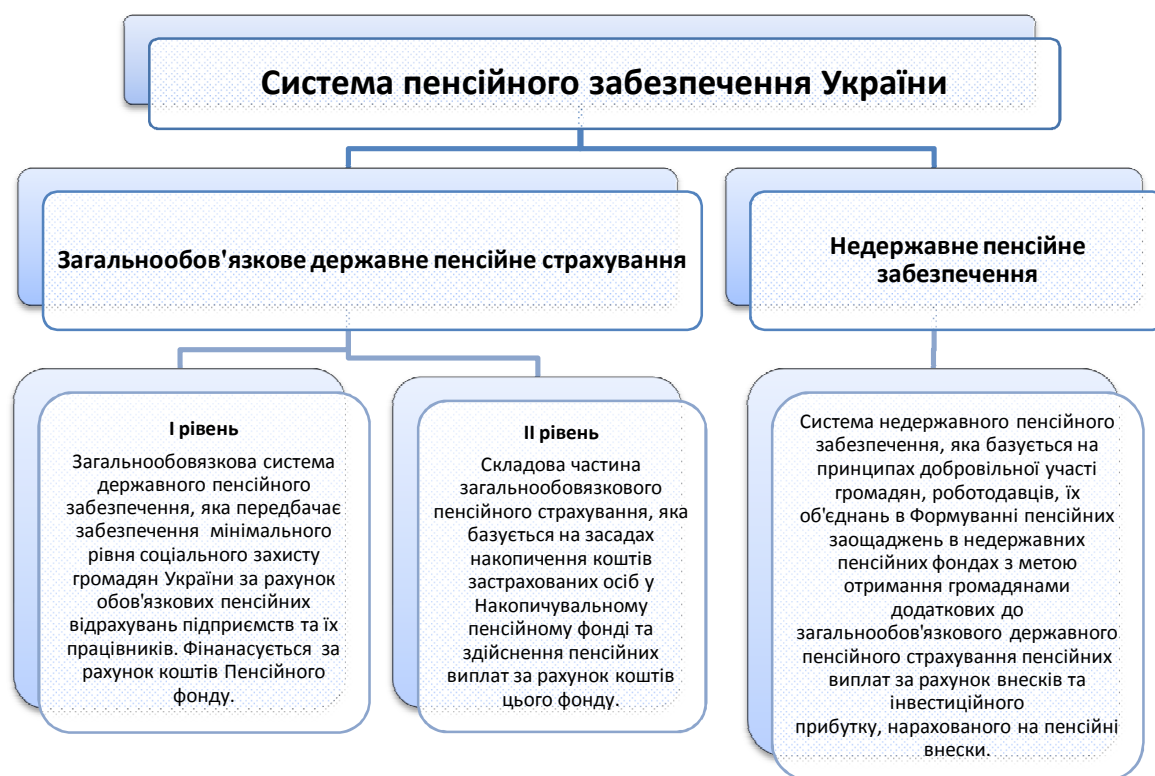 Система пенсійного забезпечення України
Загальнообов'язкове державне пенсійне страхування
Недержавне пенсійне
забезпечення
І рівень
Загальнообовязкова система
державного пенсійного
забезпечення, яка передбачає
забезпечення мінімального
рівня соціального захисту
громадян України за рахунок
обов'язкових пенсійних
відрахувань підприємств та їх
працівників. Фінанасується за
рахунок коштів Пенсійного
фонду.
ІІ рівень
Складова частина
загальнообовязкового
пенсійного страхування, яка
базується на засадах
накопичення коштів
застрахованих осіб у
Накопичувальному
пенсійному фонді та
здійснення пенсійних
виплат за рахунок коштів
цього фонду.
Система недержавного пенсійного
забезпечення, яка базується на
принципах добровільної участі
громадян, роботодавців, їх
об'єднань в Формуванні пенсійних
заощаджень в недержавних
пенсійних фондах з метою
отримання громадянами
додаткових до
загальнообов'язкового державного
пенсійного страхування пенсійних
виплат за рахунок внесків та
інвестиційного
прибутку, нарахованого на пенсійні
внески.